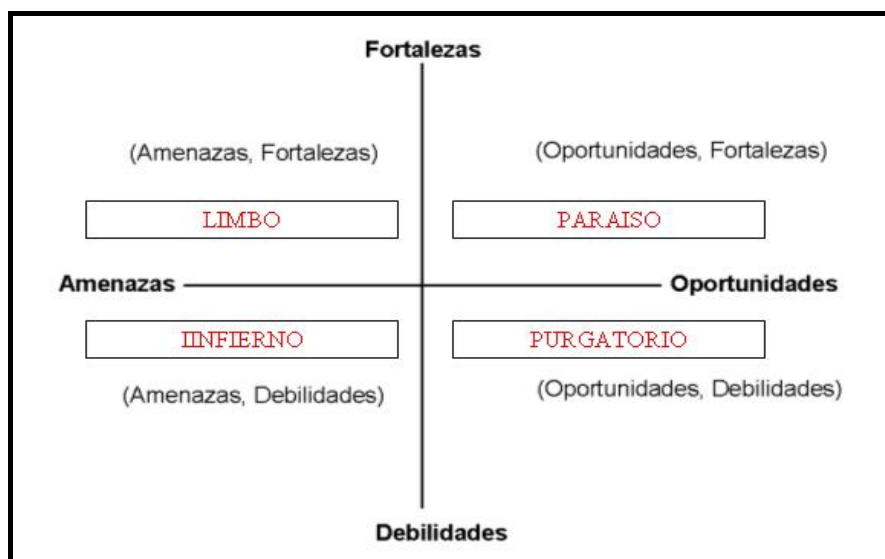 Fortalezas
(Amenazas, Fortalezas)
(Oportunidades, Fortalezas)
LIMBO
PARAISO
Amenazas
Oportunidades
IINFIERNO
PURGATORIO
(Amenazas, Debilidades)
(Oportunidades, Debilidades)
Debilidades